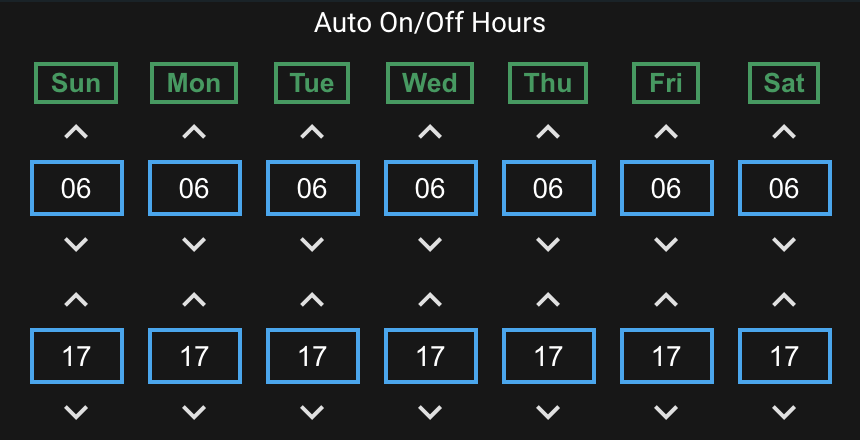 Auto On/Off Hours
Sun Mon Tue Wed Thu Fri Sat
06 06 06 06 06 06 06
17 17 17 17 17 17 17